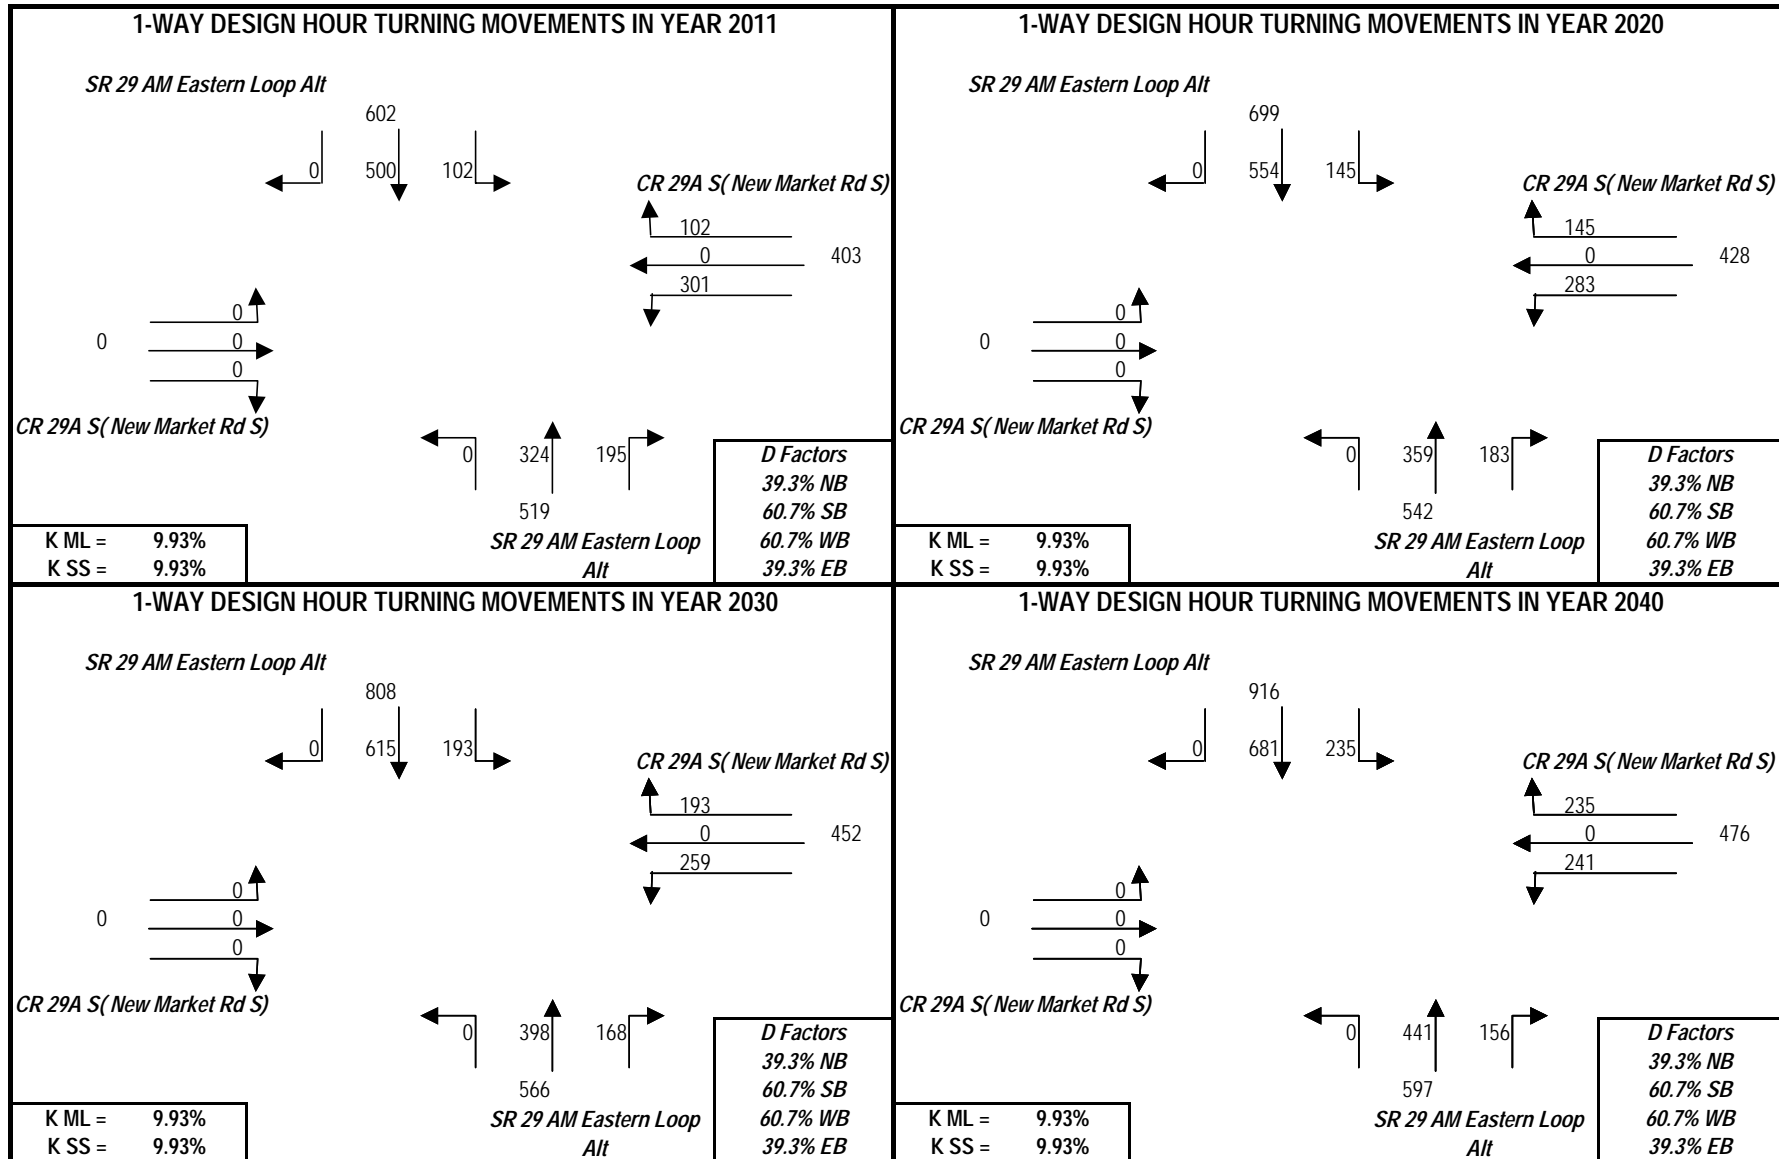 1-WAY DESIGN HOUR TURNING MOVEMENTS IN YEAR 2011
SR 29 AM Eastern Loop Alt
602
0 500 102
CR 29A S( New Market Rd S)
102
0 403
301
0
0 0
0
CR 29A S( New Market Rd S)
0 324 195
519
SR 29 AM Eastern Loop
Alt
D Factors
39.3% NB
60.7% SB
60.7% WB
39.3% EB
K ML = 9.93%
K SS = 9.93%
1-WAY DESIGN HOUR TURNING MOVEMENTS IN YEAR 2020
SR 29 AM Eastern Loop Alt
699
0 554 145
CR 29A S( New Market Rd S)
145
0 428
283
0
0 0
0
CR 29A S( New Market Rd S)
0 359 183
542
SR 29 AM Eastern Loop
Alt
D Factors
39.3% NB
60.7% SB
60.7% WB
39.3% EB
K ML = 9.93%
K SS = 9.93%
1-WAY DESIGN HOUR TURNING MOVEMENTS IN YEAR 2030
SR 29 AM Eastern Loop Alt
808
0 615 193
CR 29A S( New Market Rd S)
193
0 452
259
0
0 0
0
CR 29A S( New Market Rd S)
0 398 168
566
SR 29 AM Eastern Loop
Alt
D Factors
39.3% NB
60.7% SB
60.7% WB
39.3% EB
K ML = 9.93%
K SS = 9.93%
1-WAY DESIGN HOUR TURNING MOVEMENTS IN YEAR 2040
SR 29 AM Eastern Loop Alt
916
0 681 235
CR 29A S( New Market Rd S)
235
0 476
241
0
0 0
0
CR 29A S( New Market Rd S)
0 441 156
597
SR 29 AM Eastern Loop
Alt
D Factors
39.3% NB
60.7% SB
60.7% WB
39.3% EB
K ML = 9.93%
K SS = 9.93%